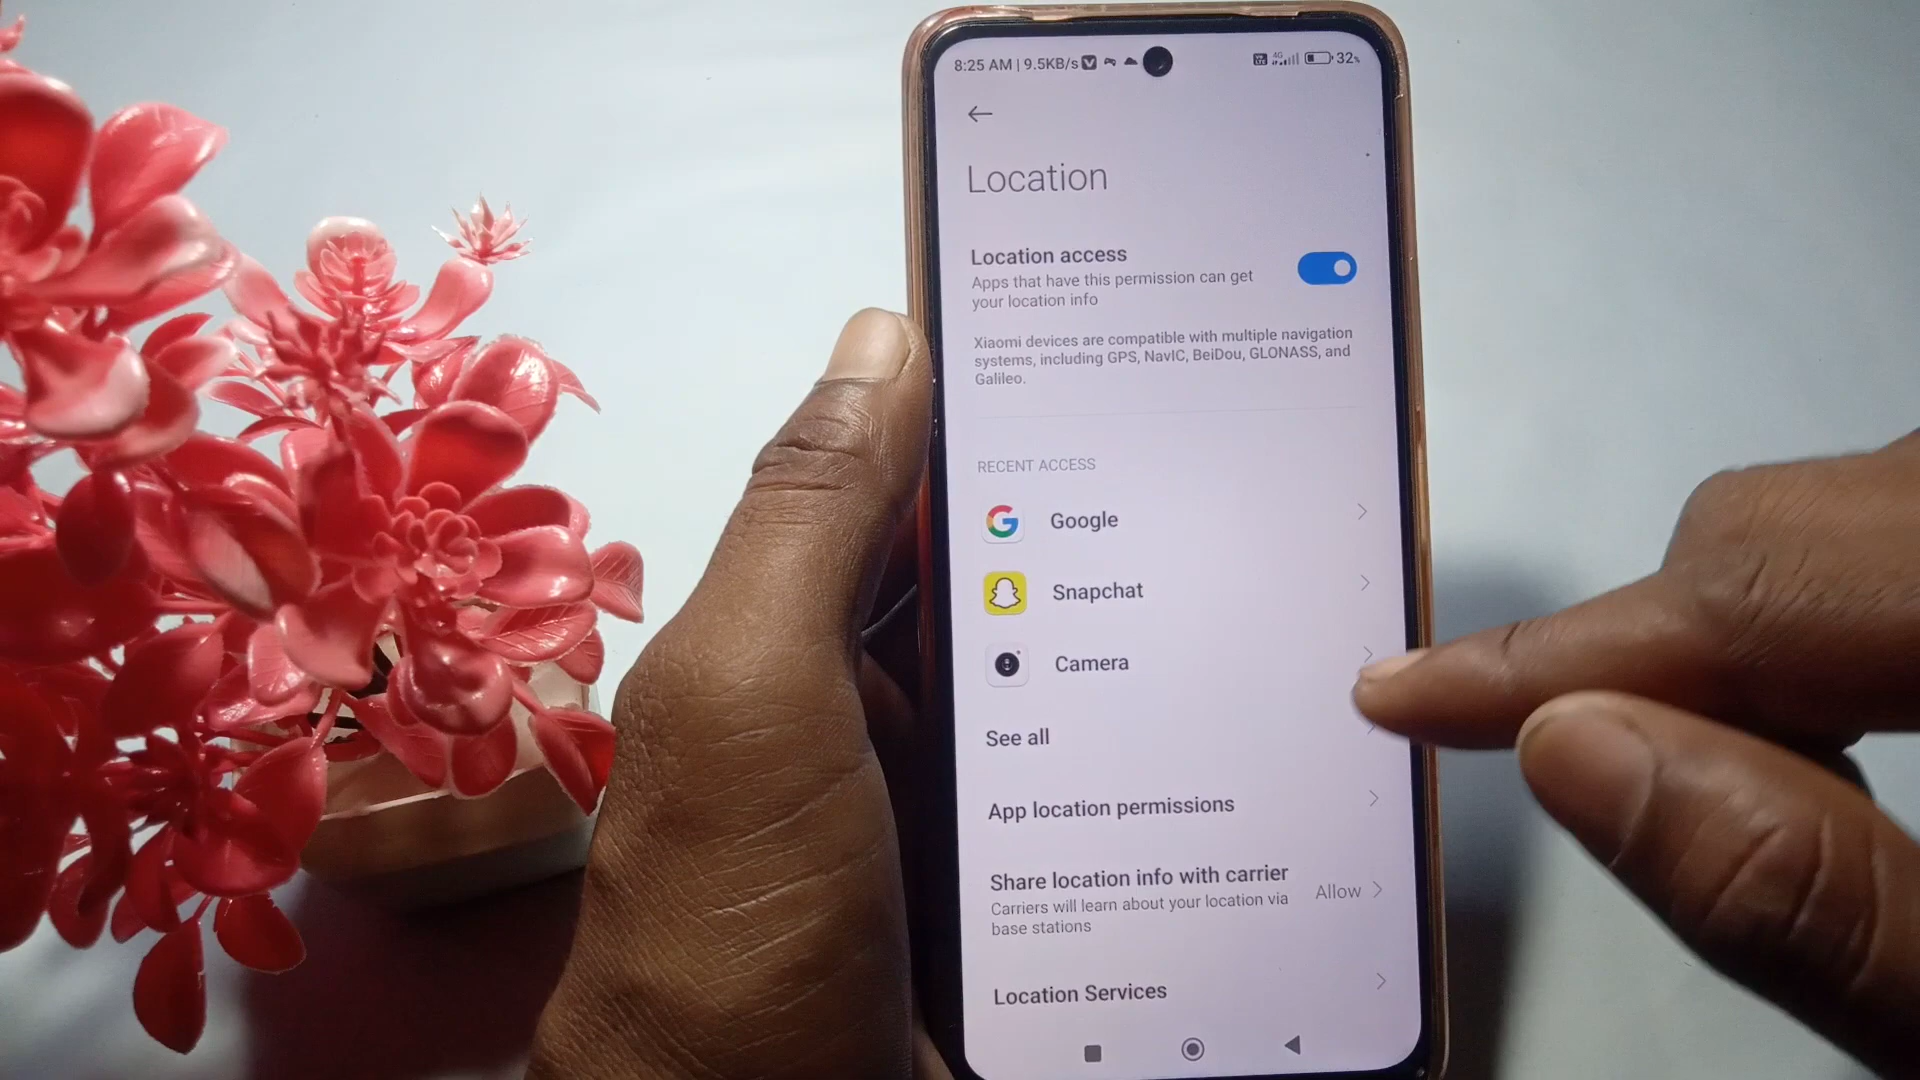 8:25 AM | 9.5KB/s
4G
32%
Location
Location access
Apps that have this permission can get
your location info
Xiaomi devices are compatible with multiple navigation
systems, including GPS, NavIC, BeiDou, GLONASS, and
Galileo.
RECENT ACCESS
Google
Snapchat
Camera
See all
App location permissions
Share location info with carrier
Carriers will learn about your location via
base stations
Allow
Location Services